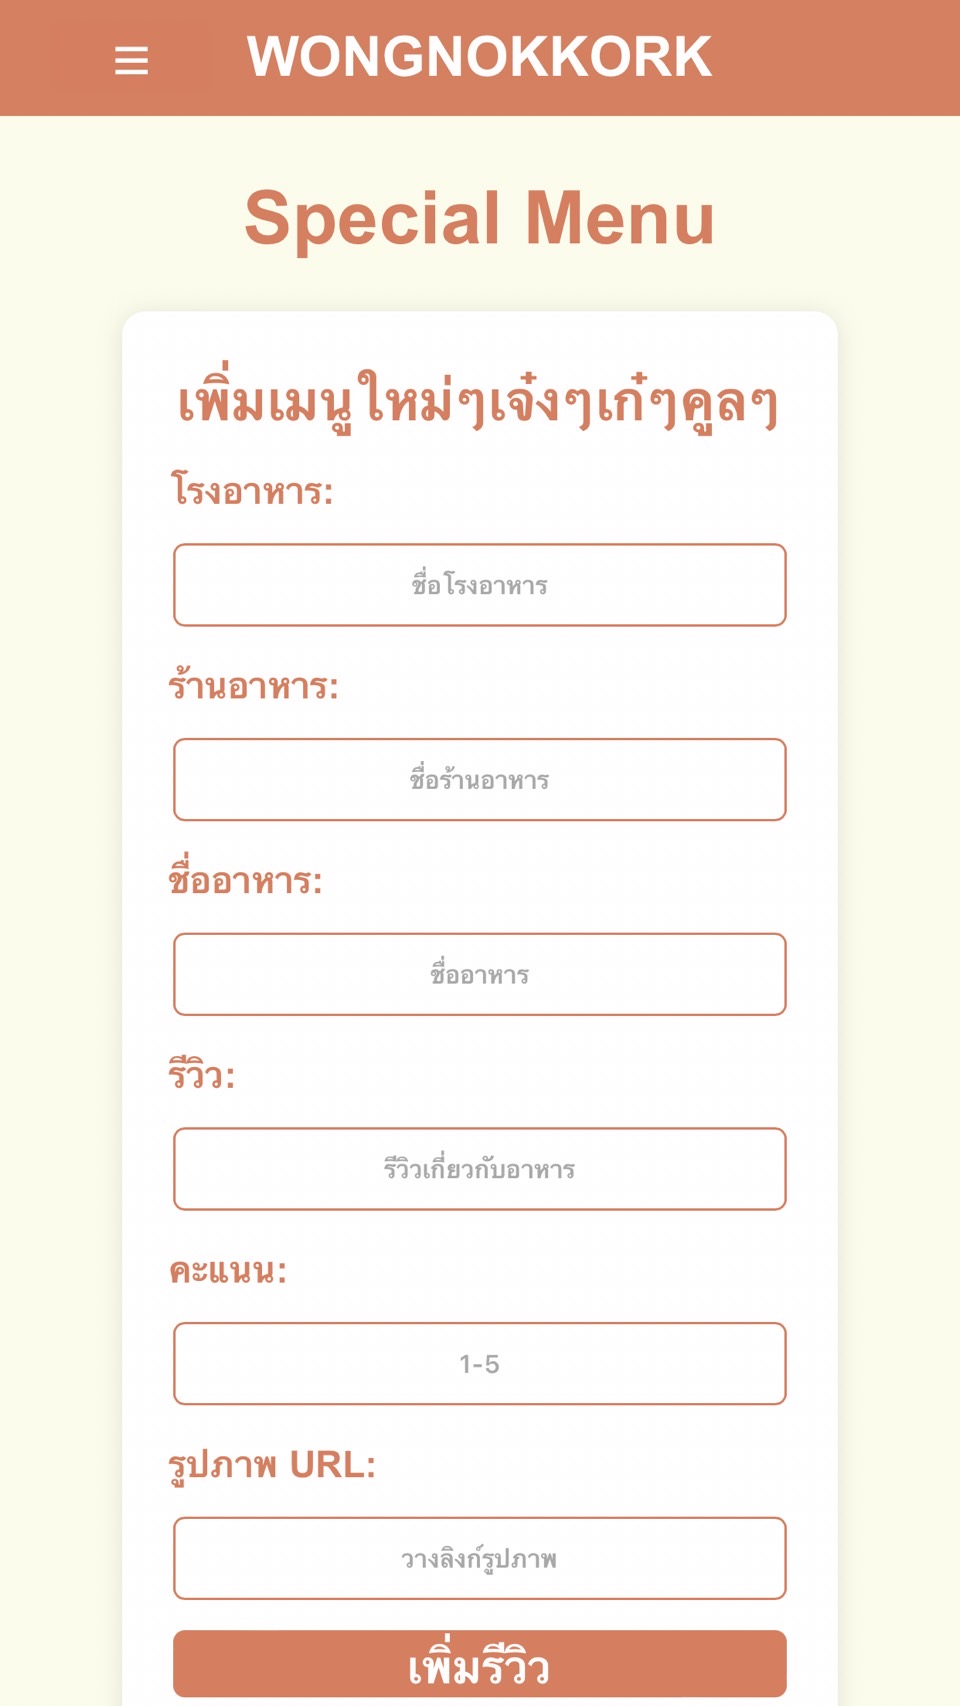 WONGNOKKORK
Special Menu
เพิ่มเมนูใหม่ๆเจ๋งๆเก๋ๆคูลๆ
โรงอาหาร:
ชื่อโรงอาหาร
ร้านอาหาร:
ชื่อร้านอาหาร
ชื่ออาหาร:
ชื่ออาหาร
รีวิว:
รีวิวเกี่ยวกับอาหาร
คะแนน:
1-5
รูปภาพ URL:
วางลิงก์รูปภาพ
เพิ่มรีวิว